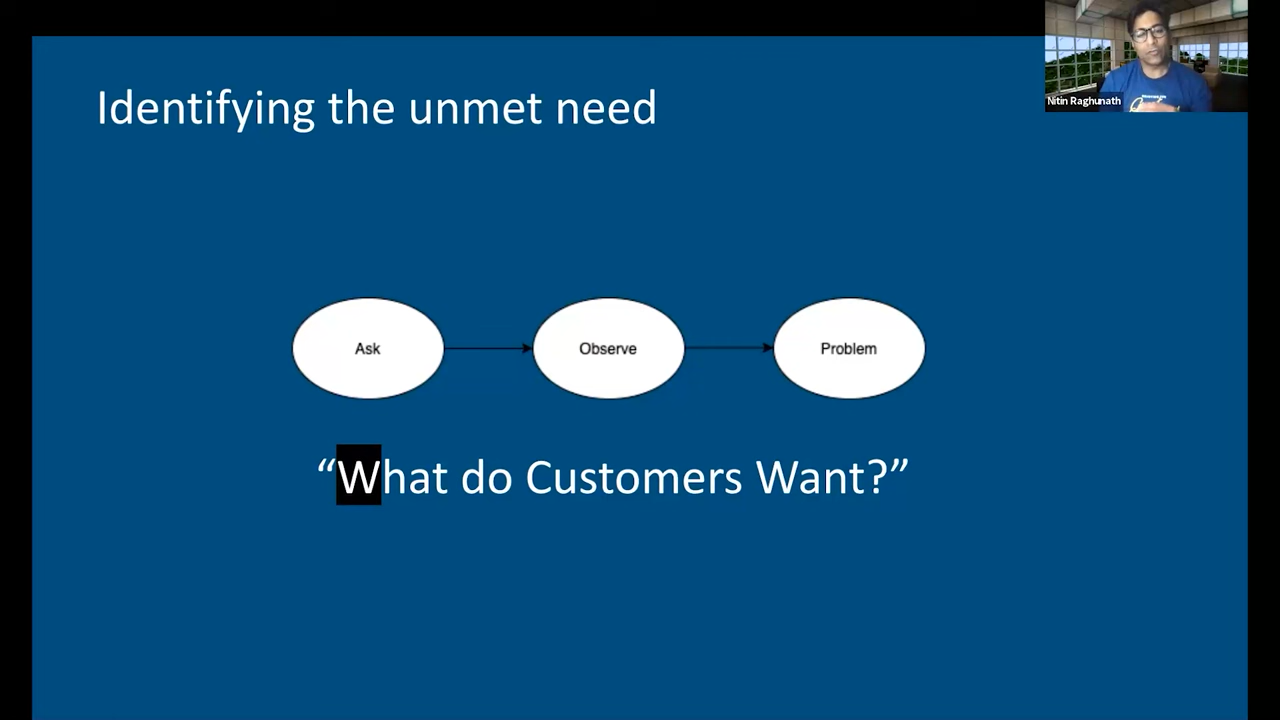 Identifying the unmet need
Nitin Raghunath
Ask
Observe
Problem
“What do Customers Want?”